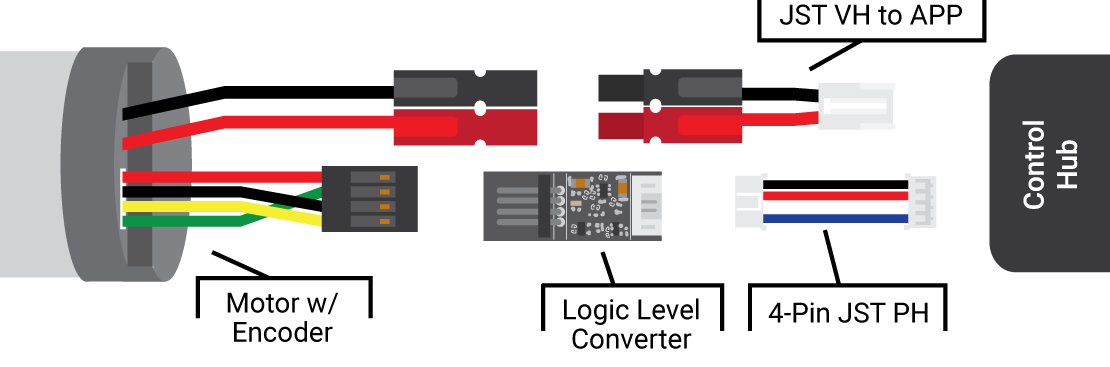 JST VH to APP
Control
Hub
Motor w/
Encoder
Logic Level
Converter
4-Pin JST PH